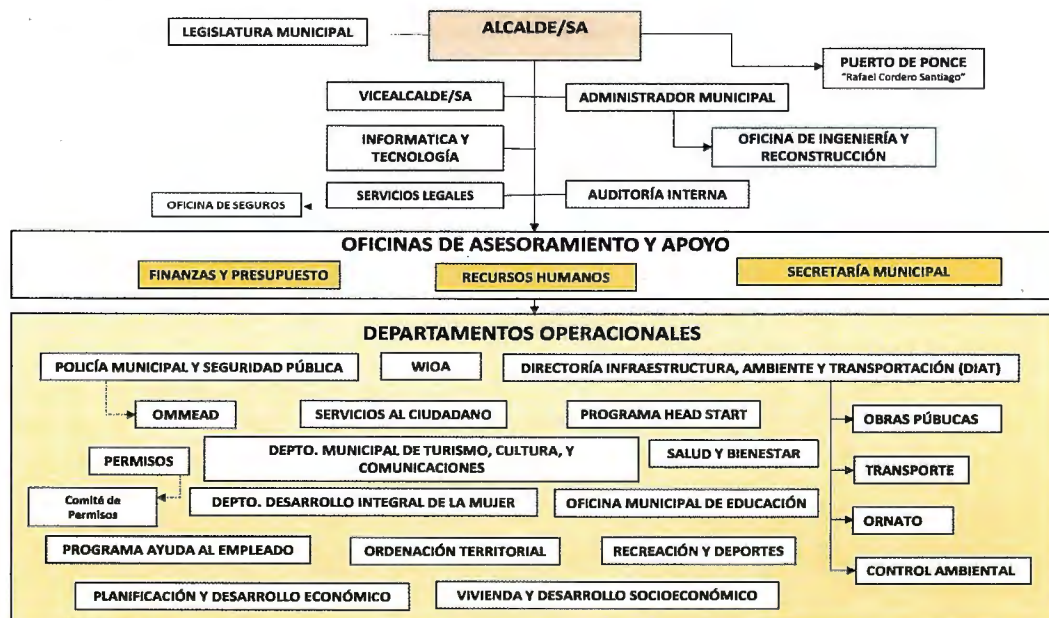 ALCALDE/SA
LEGISLATURA MUNICIPAL
PUERTO DE PONCE
"Rafael Cordero Santiago"
VICEALCALDE/SA
ADMINISTRADOR MUNICIPAL
INFORMATICA Y
TECNOLOGÍA
OFICINA DE INGENIERÍA Y
RECONSTRUCCIÓN
SERVICIOS LEGALES
AUDITORÍA INTERNA
OFICINA DE SEGUROS
OFICINAS DE ASESORAMIENTO Y APOYO
FINANZAS Y PRESUPUESTO
RECURSOS HUMANOS
SECRETARÍA MUNICIPAL
DEPARTAMENTOS OPERACIONALES
POLICÍA MUNICIPAL Y SEGURIDAD PÚBLICA
WIOA
DIRECTORÍA INFRAESTRUCTURA, AMBIENTE Y TRANSPORTACIÓN (DIAT)
OMMEAD
SERVICIOS AL CIUDADANO
PROGRAMA HEAD START
OBRAS PÚBUCAS
PERMISOS
DEPTO. MUNICIPAL DE TURISMO, CULTURA, Y
COMUNICACIONES
SALUD Y BIENESTAR
TRANSPORTE
Comité de
Permisos
DEPTO. DESARROLLO INTEGRAL DE LA MUJER
OFICINA MUNICIPAL DE EDUCACIÓN
ORNATO
PROGRAMA AYUDA AL EMPLEADO
ORDENACIÓN TERRITORIAL
RECREACIÓN Y DEPORTES
CONTROL AMBIENTAL
PLANIFICACIÓN Y DESARROLLO ECONÓMICO
VIVIENDA Y DESARROLLO SOCIOECONÓMICO